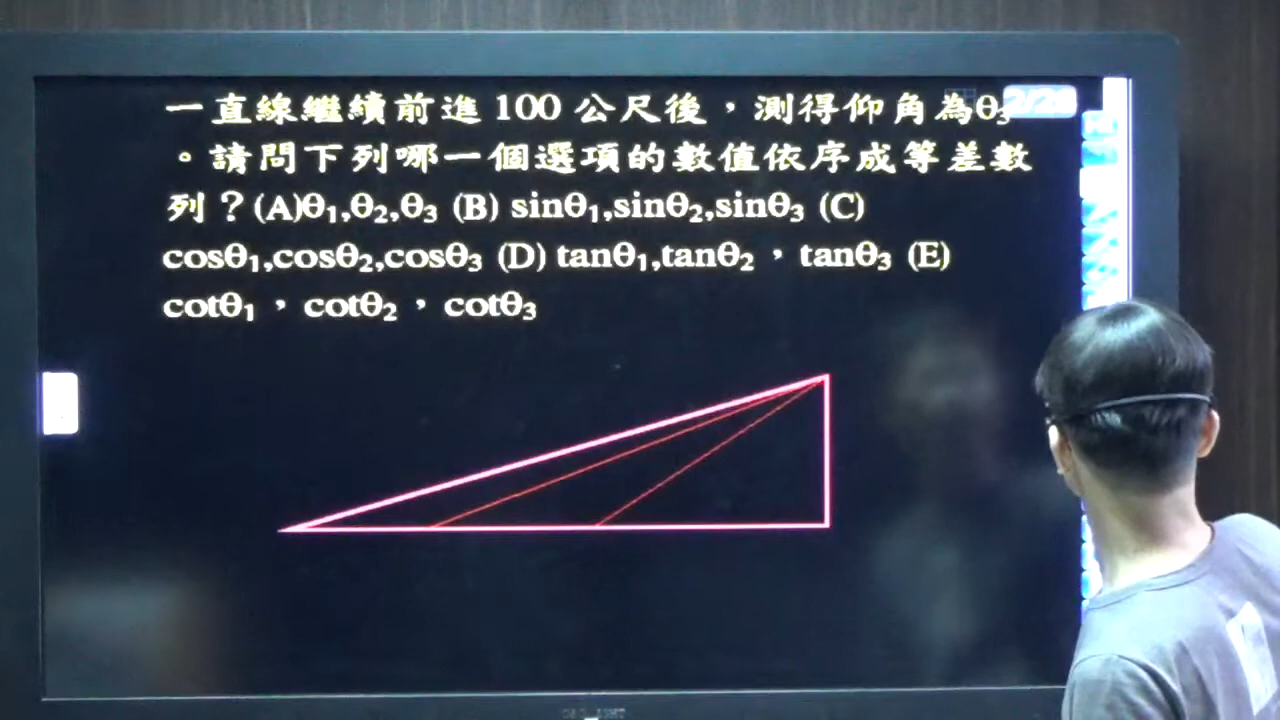 一直線繼續前進 100 公尺後，測得仰角為θ₃
2/28
。請問下列哪一個選項的數值依序成等差數
列？(A)θ₁,θ₂,θ₃ (B) sinθ₁,sinθ₂,sinθ₃ (C)
cosθ₁,cosθ₂,cosθ₃ (D) tanθ₁,tanθ₂，tanθ₃ (E)
cotθ₁，cotθ₂，cotθ₃